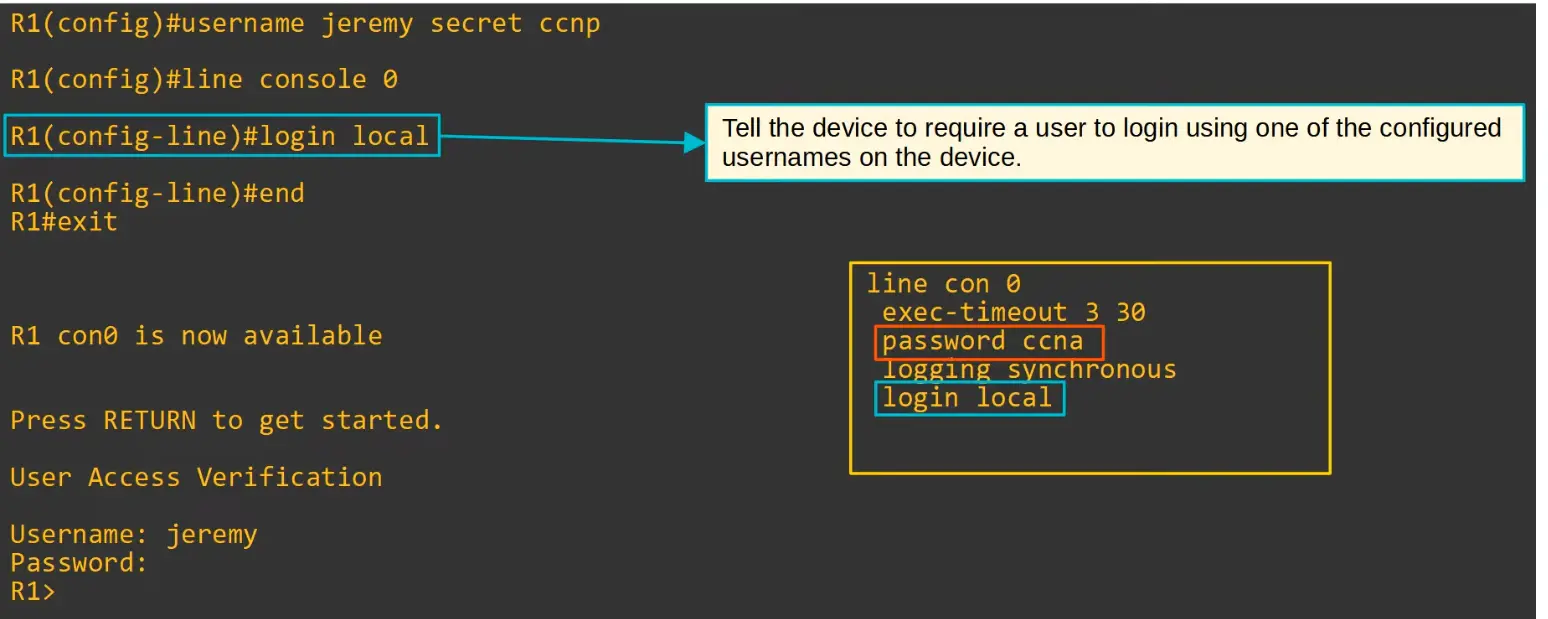 R1(config)#username jeremy secret ccnp
R1(config)#line console 0
R1(config-line)#login local
Tell the device to require a user to login using one of the configured
usernames on the device.
R1(config-line)#end
R1#exit
R1 con0 is now available
Press RETURN to get started.
User Access Verification
Username: jeremy
Password:
R1>
line con 0
exec-timeout 3 30
password ccna
logging synchronous
login local